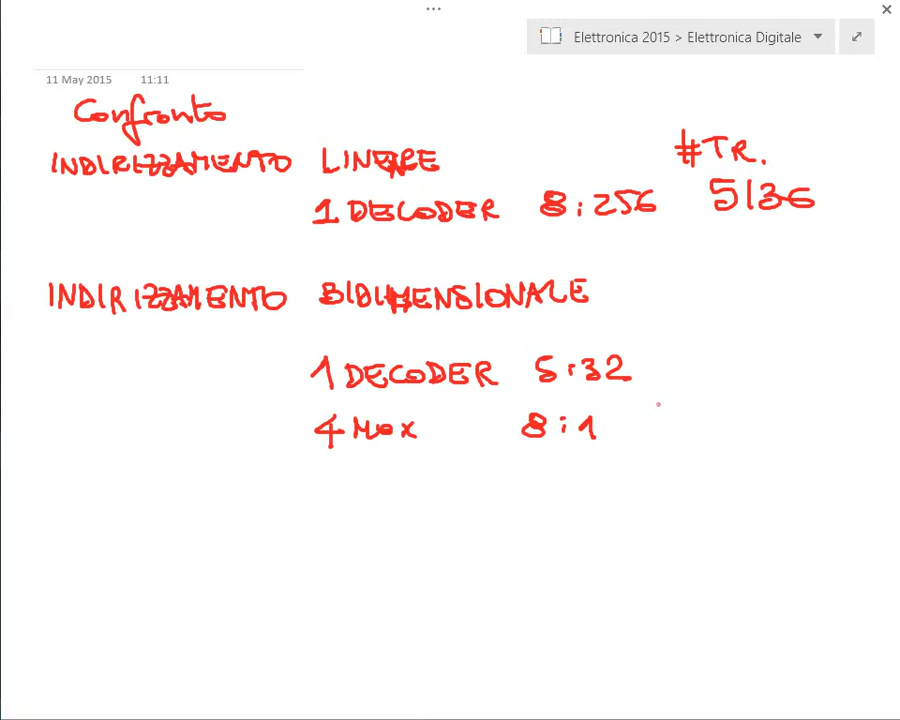 Elettronica 2015 > Elettronica Digitale
11 May 2015 11:11
Confronto
INDIRIZZAMENTO LINEARE #TR.
1 DECODER 8:256 5136
INDIRIZZAMENTO BIDIMENSIONALE
1 DECODER 5:32
4 MUX 8:1